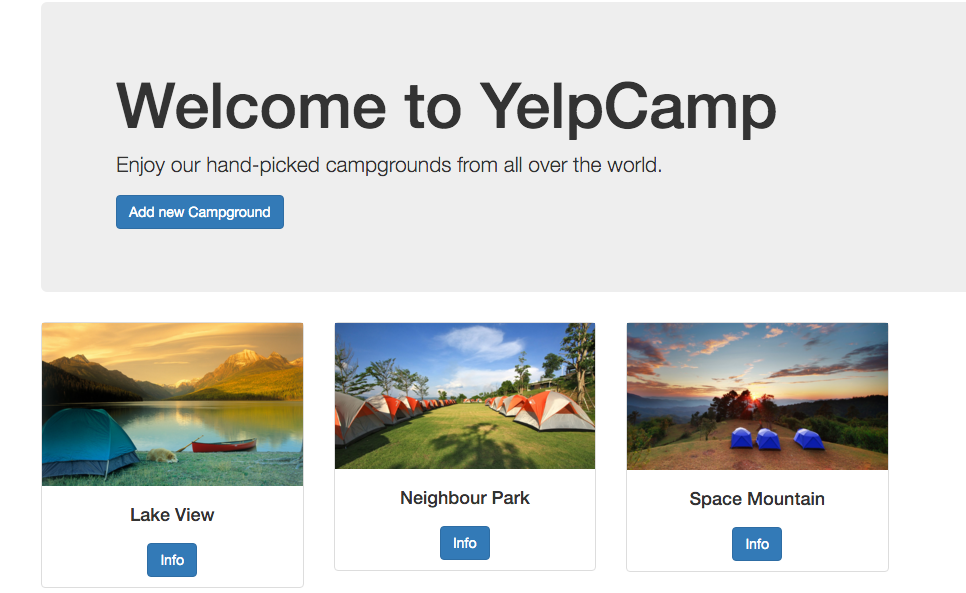 Welcome to YelpCamp
Enjoy our hand-picked campgrounds from all over the world.
Add new Campground
Lake View
Info
Neighbour Park
Info
Space Mountain
Info